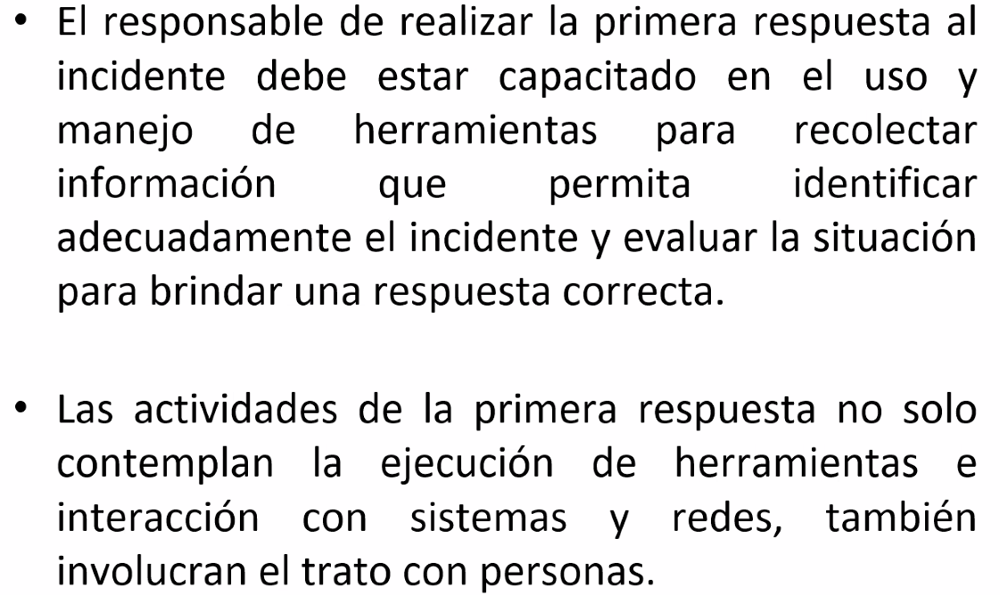 • El responsable de realizar la primera respuesta al
incidente debe estar capacitado en el uso y
manejo de herramientas para recolectar
información que permita identificar
adecuadamente el incidente y evaluar la situación
para brindar una respuesta correcta.
• Las actividades de la primera respuesta no solo
contemplan la ejecución de herramientas e
interacción con sistemas y redes, también
involucran el trato con personas.